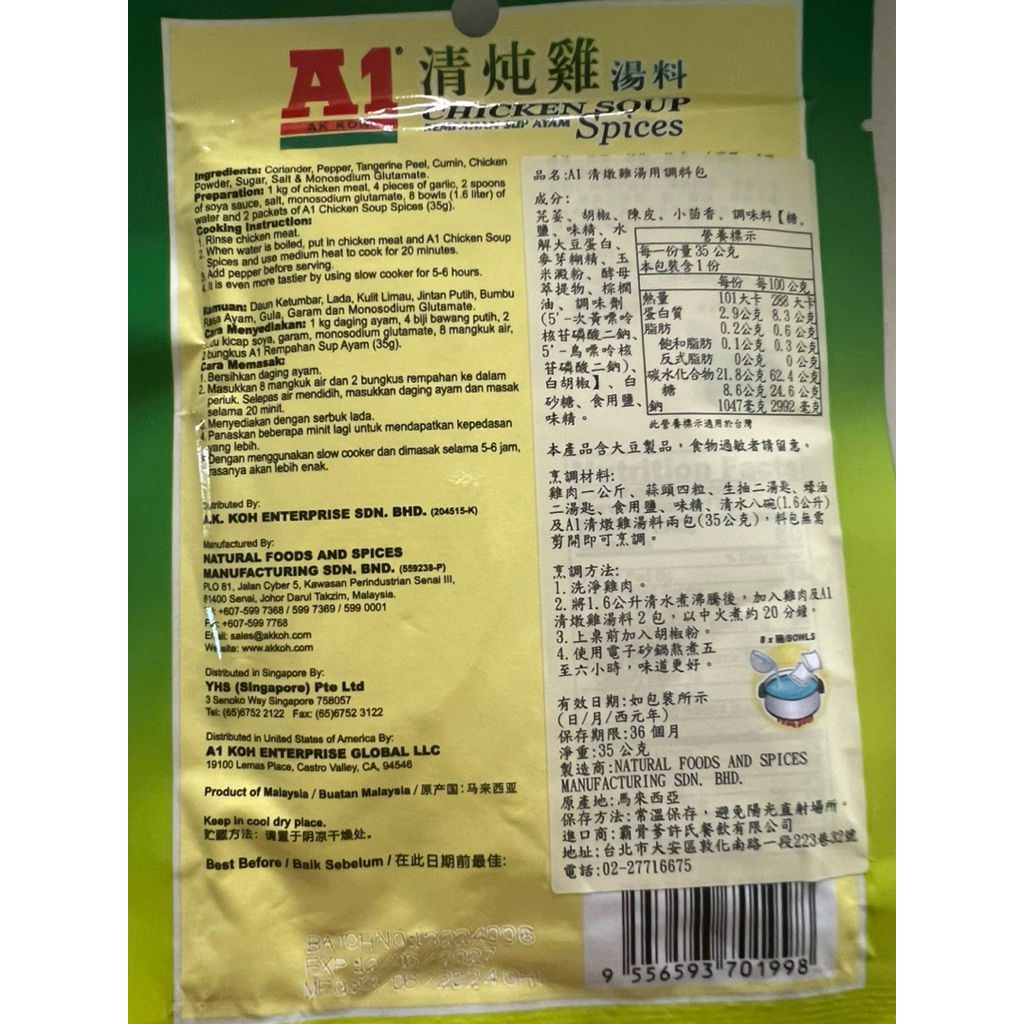 A1
AK KOH
清炖雞湯料
CHICKEN SOUP
REMPAHAN SUP AYAM Spices
Ingredients: Coriander, Pepper, Tangerine Peel, Cumin, Chicken
Powder, Sugar, Salt & Monosodium Glutamate.
Preparation: 1 kg of chicken meat, 4 pieces of garlic, 2 spoons
of soya sauce, salt, monosodium glutamate, 8 bowls (1.6 liter) of
water and 2 packets of A1 Chicken Soup Spices (35g).
Cooking Instruction:
1. Rinse chicken meat.
2. When water is boiled, put in chicken meat and A1 Chicken Soup
Spices and use medium heat to cook for 20 minutes.
3. Add pepper before serving.
4. It is even more tastier by using slow cooker for 5-6 hours.
Ramuan: Daun Ketumbar, Lada, Kulit Limau, Jintan Putih, Bumbu
Rasa Ayam, Gula, Garam dan Monosodium Glutamate.
Cara Menyediakan: 1 kg daging ayam, 4 biji bawang putih, 2
kicap soya, garam, monosodium glutamate, 8 mangkuk air,
2 bungkus A1 Rempahan Sup Ayam (35g).
Cara Memasak:
1. Bersihkan daging ayam.
2. Masukkan 8 mangkuk air dan 2 bungkus rempahan ke dalam
periuk. Selepas air mendidih, masukkan daging ayam dan masak
selama 20 minit.
Menyediakan dengan serbuk lada.
4. Panaskan beberapa minit lagi untuk mendapatkan kepedasan
yang lebih.
Dengan menggunakan slow cooker dan dimasak selama 5-6 jam,
rasanya akan lebih enak.
Distributed By:
A.K. KOH ENTERPRISE SDN. BHD. (204515-K)
Manufactured By:
NATURAL FOODS AND SPICES
MANUFACTURING SDN. BND. (559238-P)
PLO 81, Jalan Cyber 5, Kawasan Perindustrian Senai III,
81400 Senai, Johor Darul Takzim, Malaysia.
+607-599 7368 / 599 7369 / 599 0001
+607-599 7768
Email: sales@akkoh.com
Website: www.akkoh.com
Distributed in Singapore By:
YHS (Singapore) Pte Ltd
3 Senoko Way Singapore 758057
Tel: (65)6752 2122 Fax: (65)6752 3122
Distributed in United States of America By:
A1 KOH ENTERPRISE GLOBAL LLC
19100 Lemas Place, Castro Valley, CA, 94546
Product of Malaysia / Buatan Malaysia / 原产国: 马来西亚
Keep in cool dry place.
贮藏方法: 请置于阴凉干燥处。
Best Before / Baik Sebelum / 在此日期前最佳:
BATCH NO:
EXP 12/06/2027
MFG 13/06/2024
品名:A1 清燉雞湯用調料包
成分:
芫荽、胡椒、陳皮、小茴香、調味料【糖、
鹽、味精、水
解大豆蛋白、
麥芽糊精、玉
米澱粉、酵母
萃提物、棕櫚
油、調味劑
(5'-次黃嘌呤
核苷磷酸二鈉、
5'-鳥嘌呤核
苷磷酸二鈉)、
白胡椒】、白
砂糖、食用鹽、
味精。
營養標示
每一份量35 公克
本包裝含1份
每份 每100公克
熱量 101大卡 288 大卡
蛋白質 2.9公克 8.3 公克
脂肪 0.2公克 0.6 公克
飽和脂肪 0.1公克 0.3 公克
反式脂肪 0公克 0 公克
碳水化合物 21.8公克 62.4 公克
糖 8.6公克 24.6 公克
鈉 1047毫克 2992 毫克
此營養標示適用於台灣
本產品含大豆製品，食物過敏者請留意。
烹調材料:
雞肉一公斤、蒜頭四粒、生抽二湯匙、蠔油
二湯匙、食用鹽、味精、清水八碗(1.6公升)
及A1清燉雞湯料兩包(35公克)，料包無需
剪開即可烹調。
烹調方法:
1.洗淨雞肉。
2.將1.6公升清水煮沸騰後，加入雞肉及A1
清燉雞湯料2包，以中火煮約20分鐘。
3.上桌前加入胡椒粉。
4.使用電子砂鍋熬煮五
至六小時，味道更好。
8 x 碗/BOWLS
有效日期:如包裝所示
(日/月/西元年)
保存期限:36個月
淨重:35公克
製造商:NATURAL FOODS AND SPICES
MANUFACTURING SDN. BHD.
原產地:馬來西亞
保存方法:常溫保存，避免陽光直射場所。
進口商:霸骨爹許氏餐飲有限公司
地址:台北市大安區敦化南路一段223巷32號
電話:02-27716675
9 556593 701998